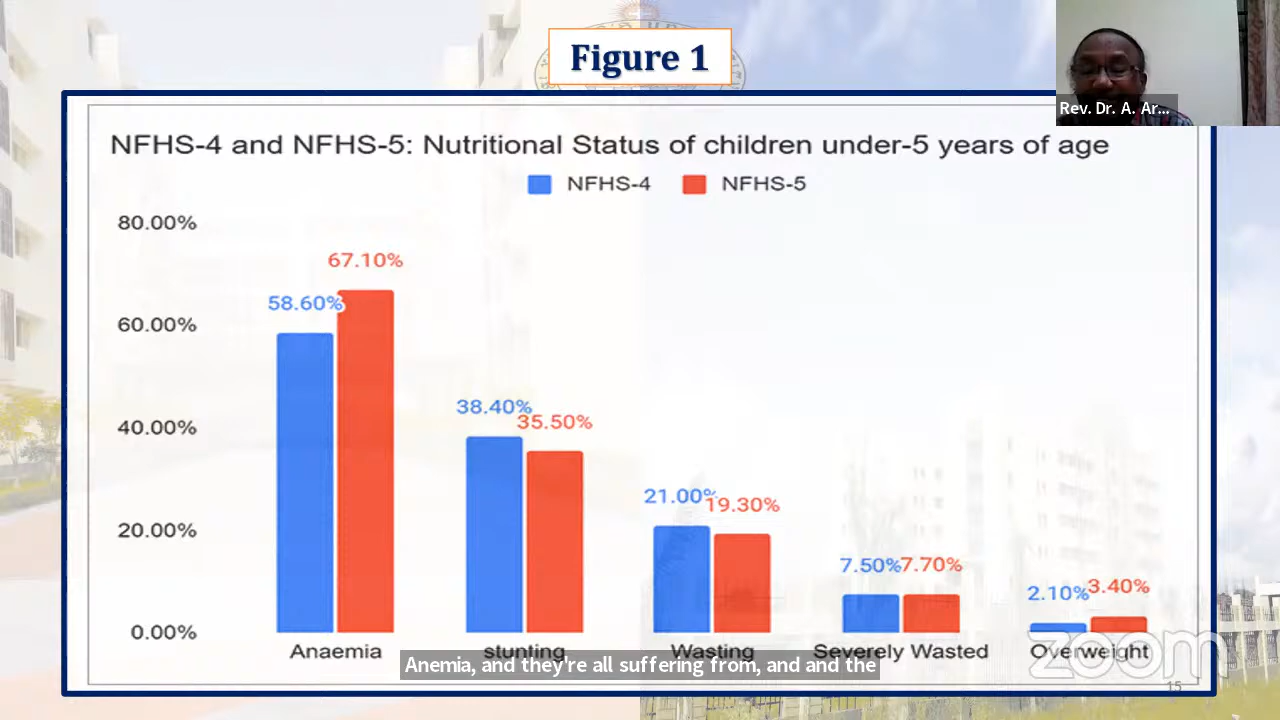 Figure 1
Rev. Dr. A. Ar...
NFHS-4 and NFHS-5: Nutritional Status of children under-5 years of age
NFHS-4 NFHS-5
80.00%
60.00%
40.00%
20.00%
0.00%
58.60% 67.10%
38.40% 35.50%
21.00% 19.30%
7.50% 7.70%
2.10% 3.40%
Anaemia stunting Wasting Severely Wasted Overweight
Anemia, and they're all suffering from, and and the
zoom
15